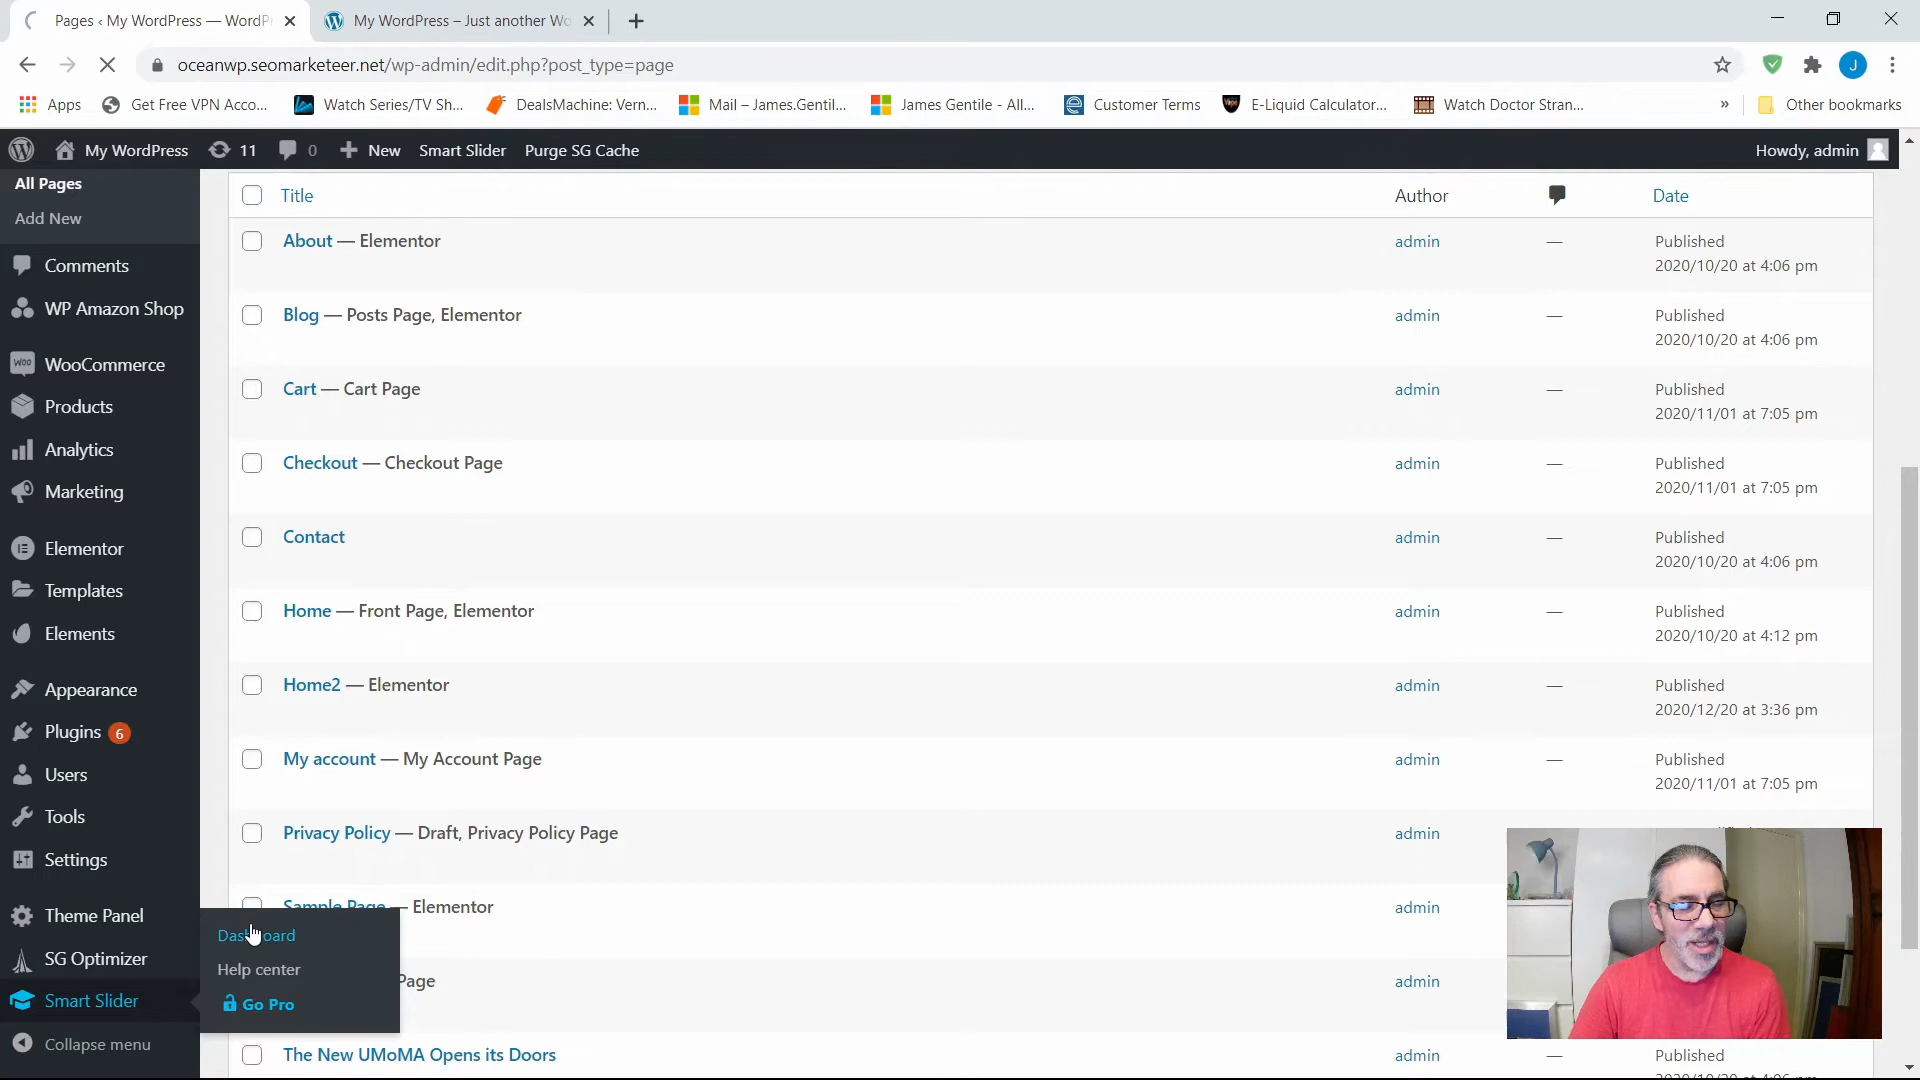 Pages ‹ My WordPress — WordPr
My WordPress – Just another Wo
oceanwp.seomarketeer.net/wp-admin/edit.php?post_type=page
J
Apps
Get Free VPN Acco...
Watch Series/TV Sh...
DealsMachine: Vern...
Mail – James.Gentil...
James Gentile - All...
Customer Terms
E-Liquid Calculator...
Watch Doctor Stran...
»
Other bookmarks
My WordPress
11
0
New
Smart Slider
Purge SG Cache
Howdy, admin
All Pages
Add New
Comments
WP Amazon Shop
WooCommerce
Products
Analytics
Marketing
Elementor
Templates
Elements
Appearance
Plugins 6
Users
Tools
Settings
Theme Panel
SG Optimizer
Smart Slider
Collapse menu
Dashboard
Help center
Go Pro
Title
Author
Date
About — Elementor
admin
—
Published
2020/10/20 at 4:06 pm
Blog — Posts Page, Elementor
admin
—
Published
2020/10/20 at 4:06 pm
Cart — Cart Page
admin
—
Published
2020/11/01 at 7:05 pm
Checkout — Checkout Page
admin
—
Published
2020/11/01 at 7:05 pm
Contact
admin
—
Published
2020/10/20 at 4:06 pm
Home — Front Page, Elementor
admin
—
Published
2020/10/20 at 4:12 pm
Home2 — Elementor
admin
—
Published
2020/12/20 at 3:36 pm
My account — My Account Page
admin
—
Published
2020/11/01 at 7:05 pm
Privacy Policy — Draft, Privacy Policy Page
admin
Sample Page — Elementor
admin
Page
admin
The New UMoMA Opens its Doors
admin
—
Published
2020/10/20 at 4:06 pm